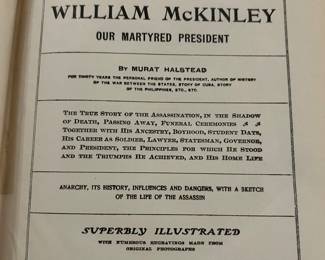 WILLIAM McKINLEY
OUR MARTYRED PRESIDENT
By MURAT HALSTEAD
FOR THIRTY YEARS THE PERSONAL FRIEND OF THE PRESIDENT, AUTHOR OF HISTORY
OF THE WAR BETWEEN THE STATES, STORY OF CUBA, STORY
OF THE PHILIPPINES, ETC., ETC.
The True Story of the Assassination, in the Shadow
of Death, Passing Away, Funeral Ceremonies
Together with His Ancestry, Boyhood, Student Days,
His Career as Soldier, Lawyer, Statesman, Governor,
and President, the Principles for which He Stood
and the Triumphs He Achieved, and His Home Life
ANARCHY, ITS HISTORY, INFLUENCES AND DANGERS, WITH A SKETCH
OF THE LIFE OF THE ASSASSIN
SUPERBLY ILLUSTRATED
WITH NUMEROUS ENGRAVINGS MADE FROM
ORIGINAL PHOTOGRAPHS